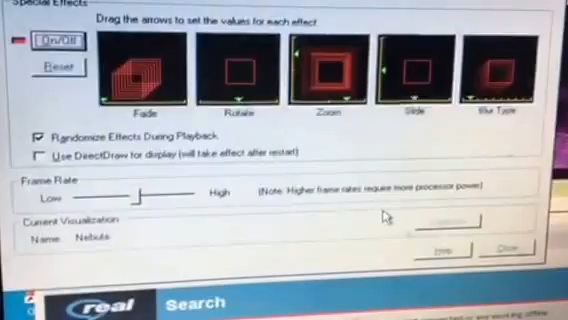 Special Effects
Drag the arrows to set the values for each effect
On/Off
Reset
Fade
Rotate
Zoom
Slide
Blur Type
Randomize Effects During Playback
Use DirectDraw for display (will take effect after restart)
Frame Rate
Low
High
(Note: Higher frame rates require more processor power)
Current Visualization
Name: Nebula
Help
Close
real
Search